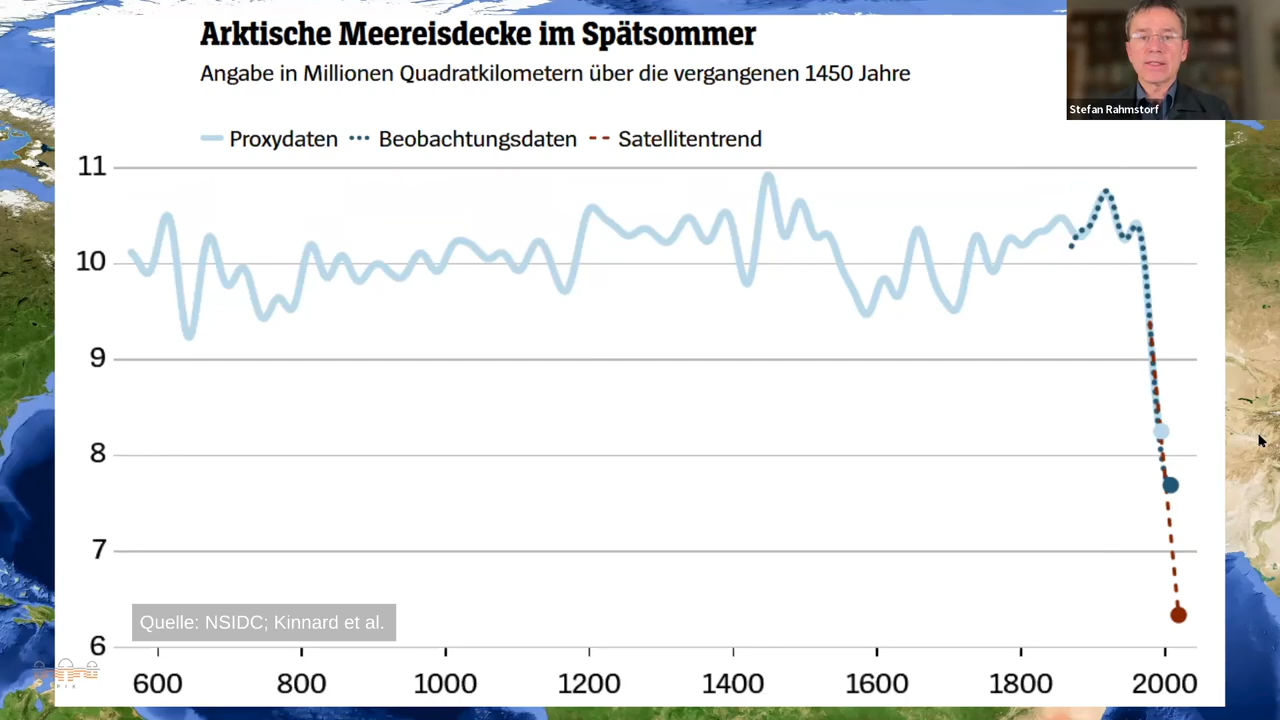 Arktische Meereisdecke im Spätsommer
Angabe in Millionen Quadratkilometern über die vergangenen 1450 Jahre
Stefan Rahmstorf
Proxydaten Beobachtungsdaten Satellitentrend
11
10
9
8
7
Quelle: NSIDC; Kinnard et al.
6
PIK
600 800 1000 1200 1400 1600 1800 2000